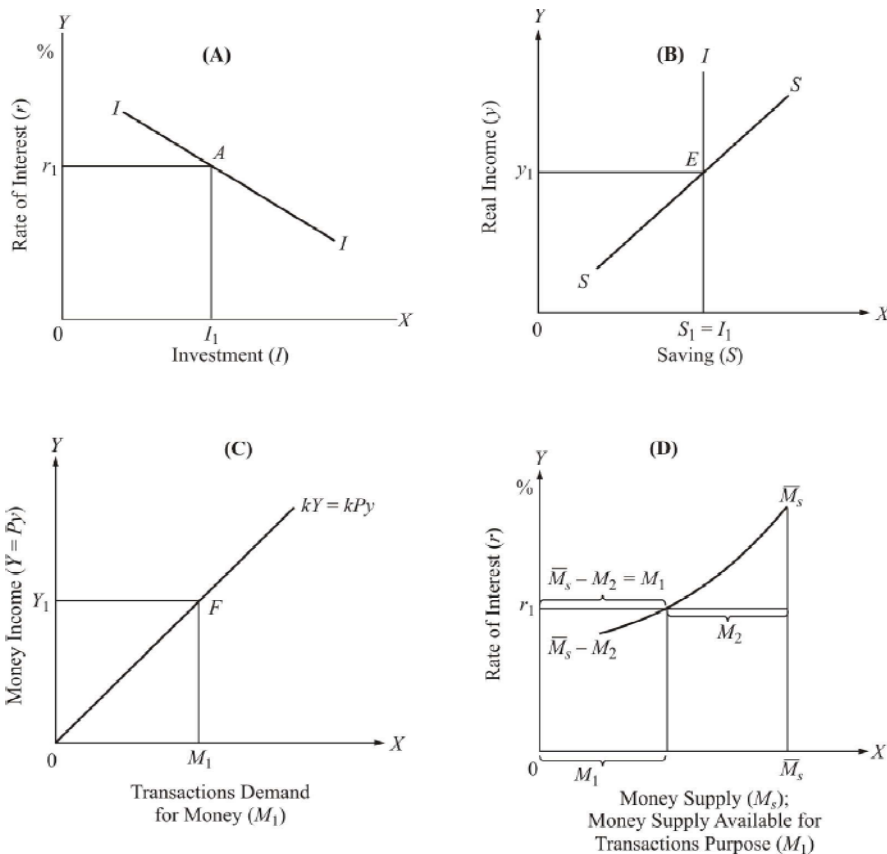 Y
%
(A)
Rate of Interest (r)
I
A
r₁
I
0
I₁
X
Investment (I)
Y
(B)
Real Income (y)
I
S
E
y₁
S
0
S₁ = I₁
X
Saving (S)
Y
(C)
Money Income (Y = Py)
kY = kPy
Y₁
F
0
M₁
X
Transactions Demand
for Money (M₁)
Y
(D)
%
Rate of Interest (r)
M̅ₛ
M̅ₛ – M₂ = M₁
r₁
M₂
M̅ₛ – M₂
0
M₁
M̅ₛ
X
Money Supply (Mₛ);
Money Supply Available for
Transactions Purpose (M₁)